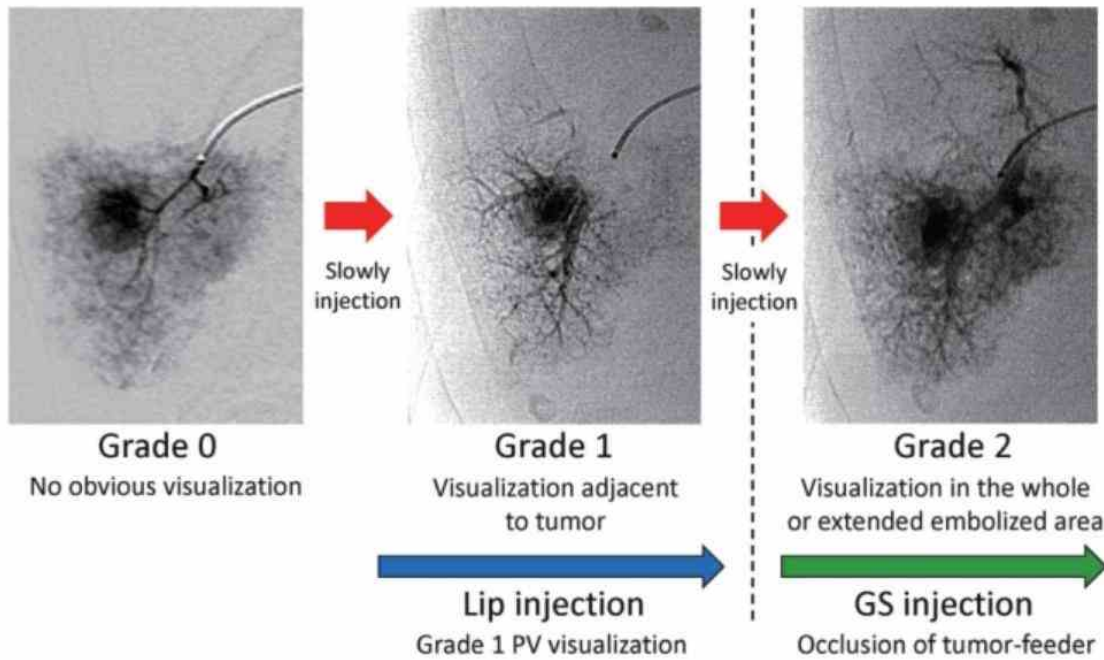 Slowly
injection
Slowly
injection
Grade 0
No obvious visualization
Grade 1
Visualization adjacent
to tumor
Grade 2
Visualization in the whole
or extended embolized area
Lip injection
Grade 1 PV visualization
GS injection
Occlusion of tumor-feeder